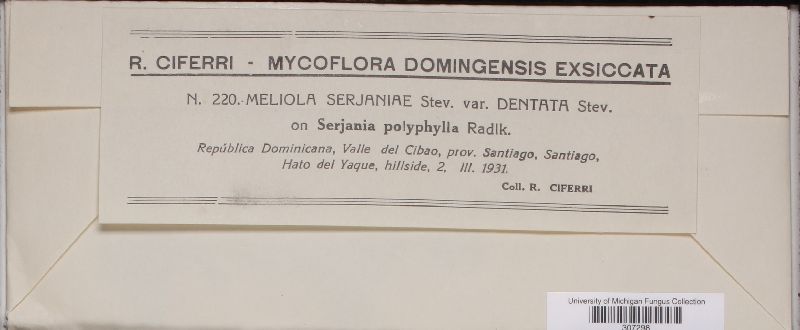 R. CIFERRI - MYCOFLORA DOMINGENSIS EXSICCATA
N. 220. MELIOLA SERJANIAE Stev. var. DENTATA Stev.
on Serjania polyphylla Radlk.
República Dominicana, Valle del Cibao, prov. Santiago, Santiago,
Hato del Yaque, hillside, 2, III. 1931.
Coll. R. CIFERRI
University of Michigan Fungus Collection
307298